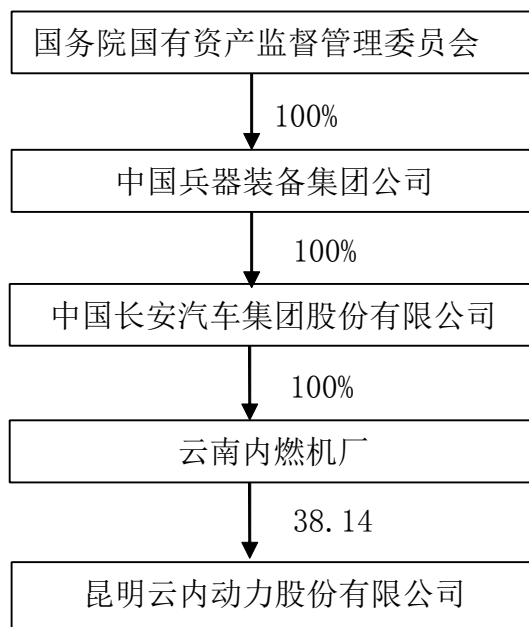 国务院国有资产监督管理委员会
100%
中国兵器装备集团公司
100%
中国长安汽车集团股份有限公司
100%
云南内燃机厂
38.14
昆明云内动力股份有限公司